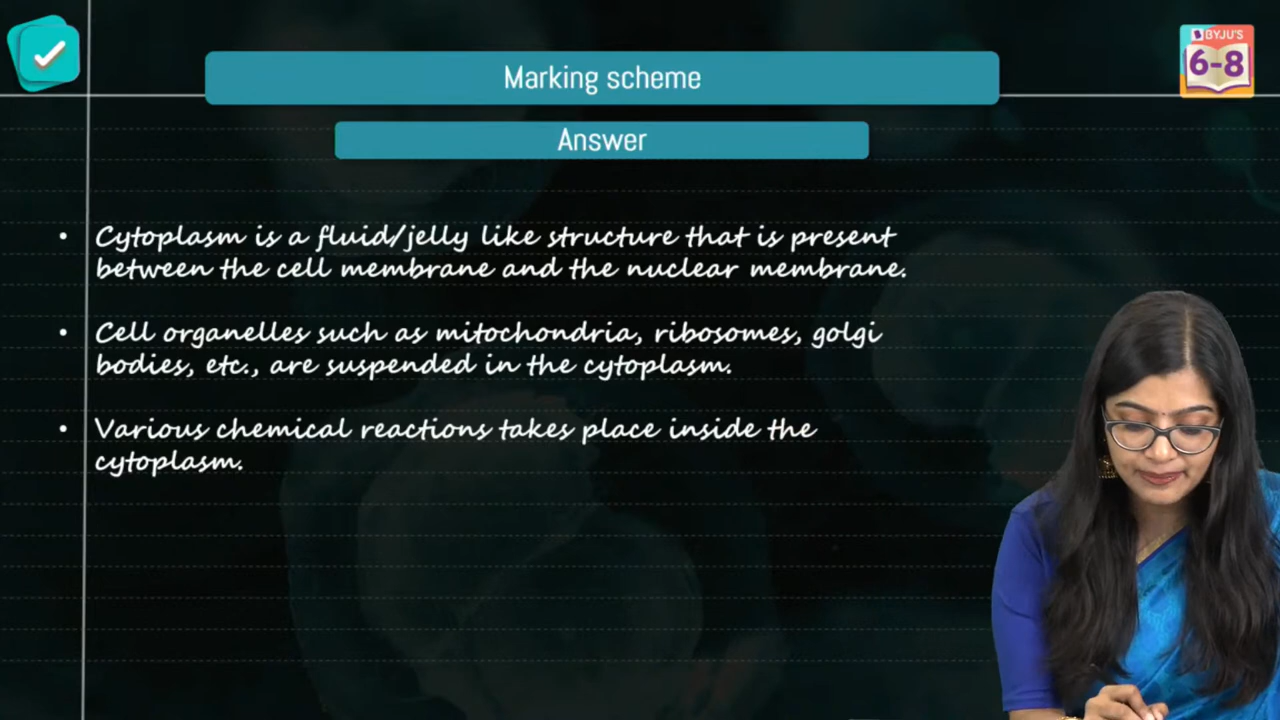 BYJU'S
6-8
Marking scheme
Answer
• Cytoplasm is a fluid/jelly like structure that is present
between the cell membrane and the nuclear membrane.
• Cell organelles such as mitochondria, ribosomes, golgi
bodies, etc., are suspended in the cytoplasm.
• Various chemical reactions takes place inside the
cytoplasm.